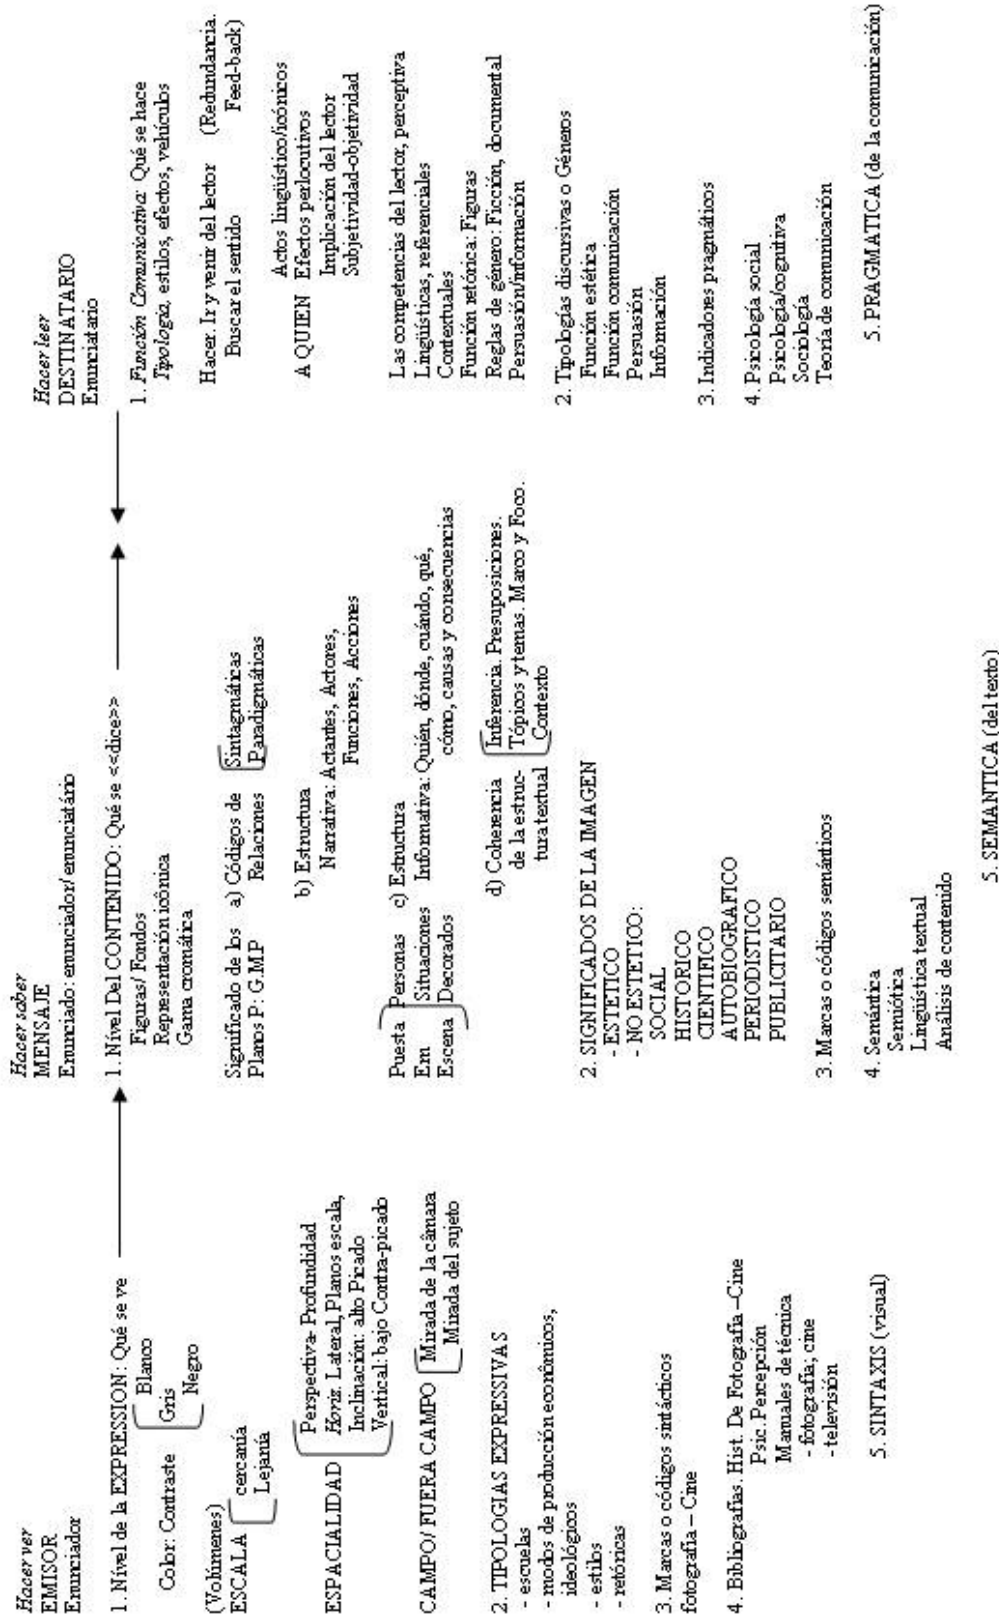 Hacer ver
EMISOR
Enunciador
1. Nível de la EXPRESSION: Qué se ve
Color: Contraste
Blanco
Gris
Negro
(Volúmenes)
ESCALA
cercanía
Lejanía
ESPACIALIDAD
Perspectiva- Profundidad
Horiz. Lateral, Planos escala,
Inclinación: alto Picado
Vertical: bajo Contra-picado
CAMPO/ FUERA CAMPO
Mirada de la câmara
Mirada del sujeto
2. TIPOLOGIAS EXPRESSIVAS
- escuelas
- modos de producción econômicos,
ideológicos
- estilos
- retóricas
3. Marcas o códigos sintácticos
fotografia – Cine
4. Bibliografías. Hist. De Fotografía –Cine
Psic. Percepción
Manuales de técnica
- fotografía; cine
- televisión
5. SINTAXIS (visual)
Hacer saber
MENSAJE
Enunciado: enunciador/ enunciatário
1. Nível Del CONTENIDO: Qué se <<dice>>
Figuras/ Fondos
Representación icônica
Gama cromática
Significado de los
Planos P: G.M.P
a) Códigos de
Relaciones
Sintagmáticas
Paradigmáticas
b) Estructura
Narrativa: Actantes, Actores,
Funciones, Acciones
Puesta
Em
Escena
Personas
Situaciones
Decorados
c) Estructura
Informativa: Quién, dónde, cuándo, qué,
cómo, causas y consecuencias
d) Coherencia
de la estruc-
tura textual
Inferencia. Presuposiciones.
Tópicos y temas. Marco y Foco.
Contexto
2. SIGNIFICADOS DE LA IMAGEN
- ESTETICO
- NO ESTETICO:
SOCIAL
HISTORICO
CIENTIFICO
AUTOBIOGRAFICO
PERIODISTICO
PUBLICITARIO
3. Marcas o códigos semánticos
4. Semántica
Semiótica
Lingüística textual
Análisis de contenido
5. SEMANTICA (del texto)
Hacer leer
DESTINATARIO
Enunciatario
1. Función Comunicativa: Qué se hace
Tipología, estilos, efectos, vehículos
Hacer. Ir y venir del lector
Buscar el sentido
(Redundancia.
Feed-back)
Actos lingüístico/icónicos
A QUIEN Efectos perlocutivos
Implicación del lector
Subjetividad-objetividad
Las competencias del lector, perceptiva
Lingüísticas, referenciales
Contextuales
Función retórica: Figuras
Reglas de género: Ficción, documental
Persuasión/información
2. Tipologías discursivas o Géneros
Función estética
Función comunicación
Persuasión
Información
3. Indicadores pragmáticos
4. Psicología social
Psicología/cognitiva
Sociología
Teoría de comunicación
5. PRAGMATICA (de la comunicación)